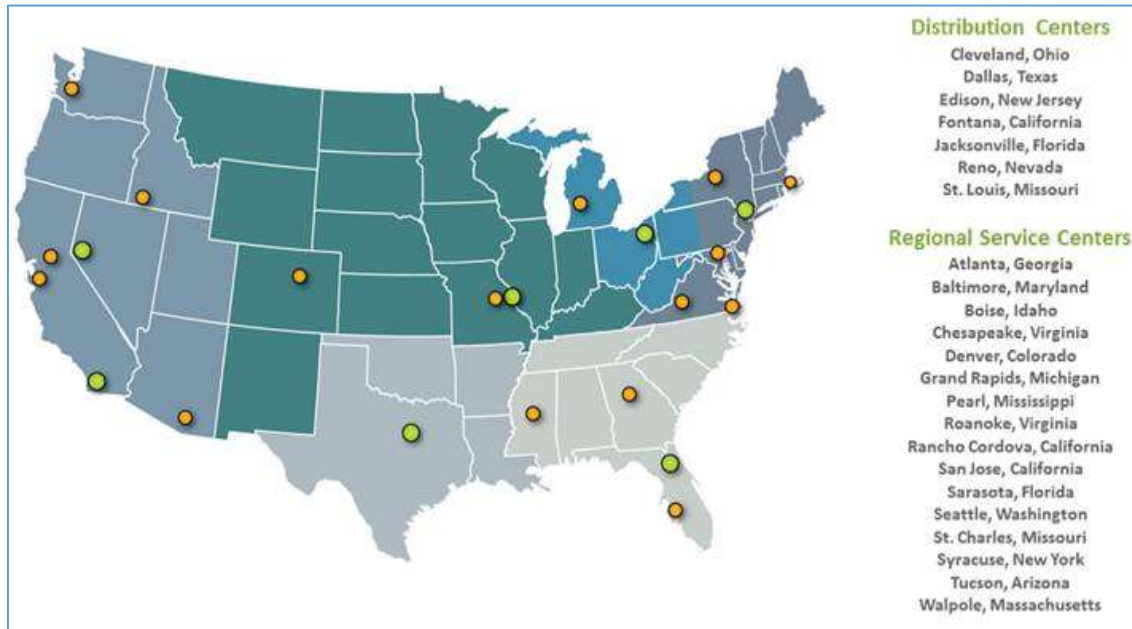 Distribution Centers
Cleveland, Ohio
Dallas, Texas
Edison, New Jersey
Fontana, California
Jacksonville, Florida
Reno, Nevada
St. Louis, Missouri
Regional Service Centers
Atlanta, Georgia
Baltimore, Maryland
Boise, Idaho
Chesapeake, Virginia
Denver, Colorado
Grand Rapids, Michigan
Pearl, Mississippi
Roanoke, Virginia
Rancho Cordova, California
San Jose, California
Sarasota, Florida
Seattle, Washington
St. Charles, Missouri
Syracuse, New York
Tucson, Arizona
Walpole, Massachusetts